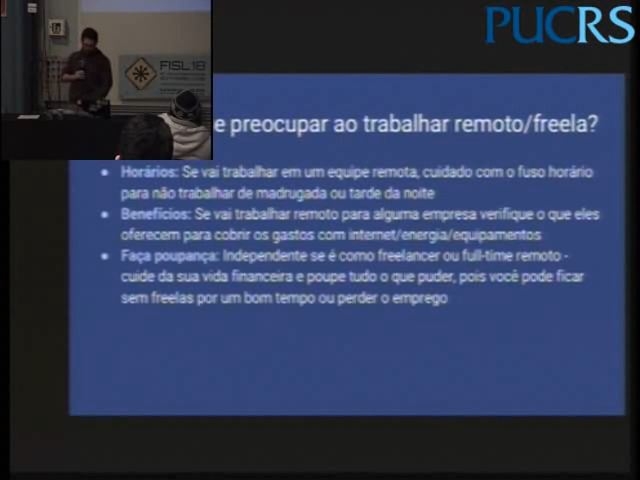 PUCRS
FISL18
e preocupar ao trabalhar remoto/freela?
• Horários: Se vai trabalhar em um equipe remota, cuidado com o fuso horário
para não trabalhar de madrugada ou tarde da noite
• Benefícios: Se vai trabalhar remoto para alguma empresa verifique o que eles
oferecem para cobrir os gastos com internet/energia/equipamentos
• Faça poupança: Independente se é como freelancer ou full-time remoto -
cuide da sua vida financeira e poupe tudo o que puder, pois você pode ficar
sem freelas por um bom tempo ou perder o emprego